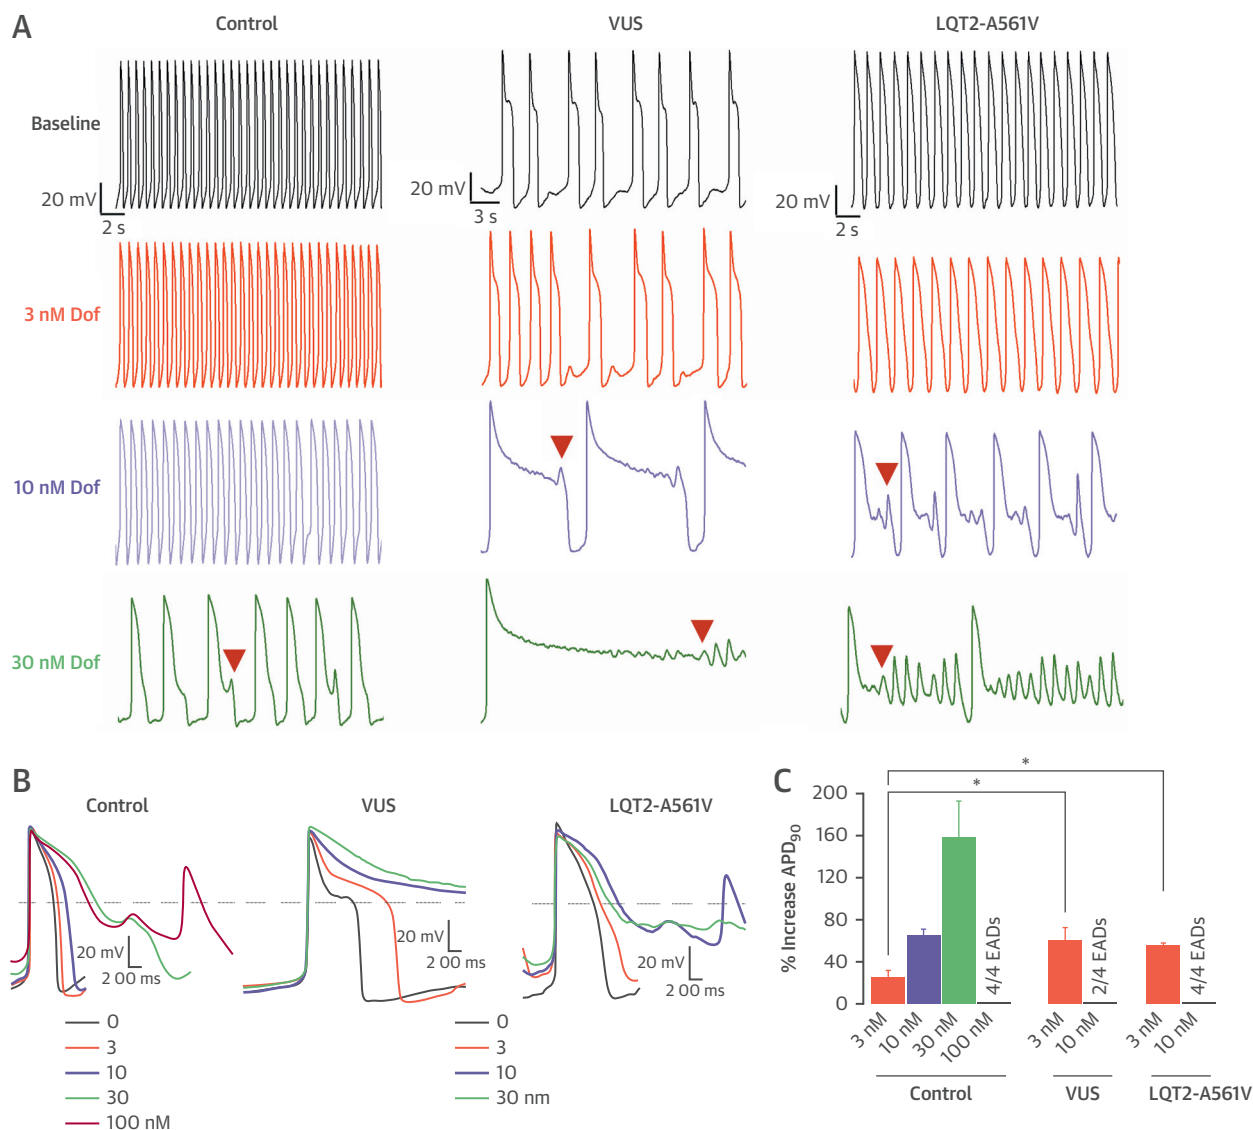 A
Control
VUS
LQT2-A561V
Baseline
20 mV
2 s
20 mV
3 s
20 mV
2 s
3 nM Dof
10 nM Dof
30 nM Dof
B
Control
VUS
LQT2-A561V
20 mV
2 00 ms
20 mV
2 00 ms
20 mV
2 00 ms
0
3
10
30
100 nM
0
3
10
30 nm
C
% Increase APD90
200
160
120
80
40
0
*
*
4/4 EADs
2/4 EADs
4/4 EADs
3 nM
10 nM
30 nM
100 nM
3 nM
10 nM
3 nM
10 nM
Control
VUS
LQT2-A561V